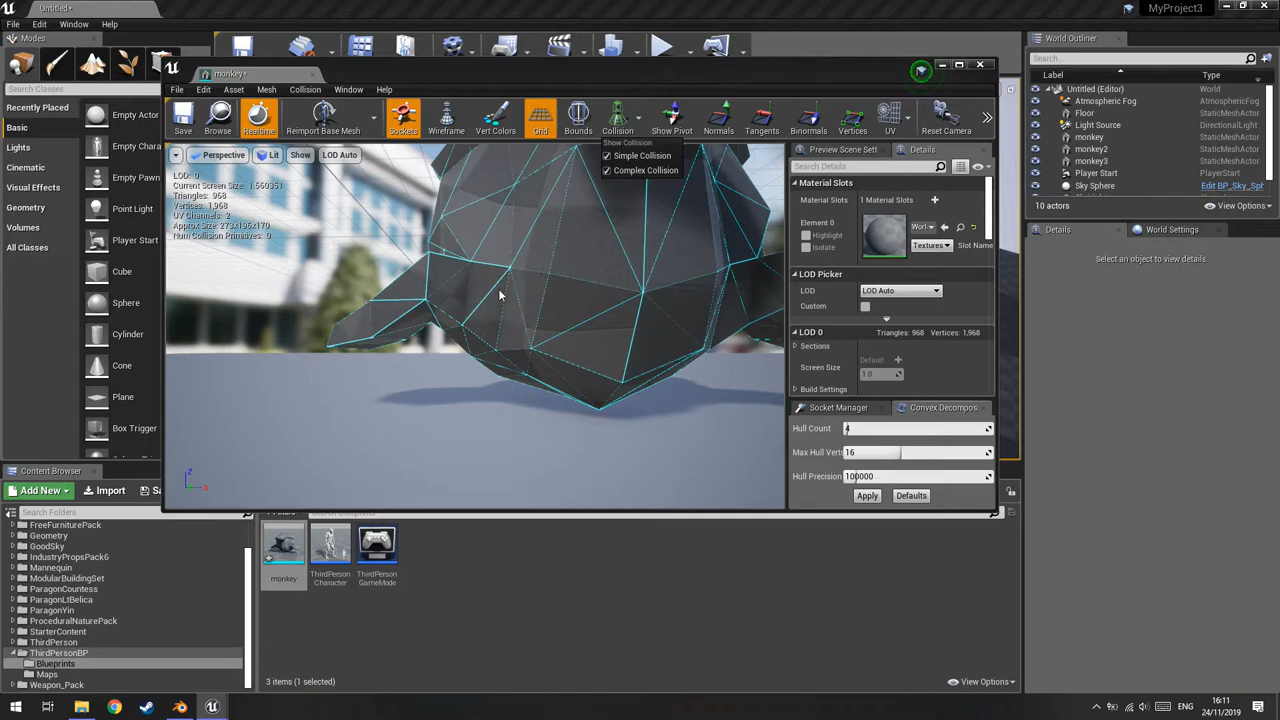 Untitled*
MyProject3
File Edit Window Help
Modes
Search Classes
Recently Placed
Basic
Lights
Cinematic
Visual Effects
Geometry
Volumes
All Classes
Empty Actor
Empty Chara
Empty Pawn
Point Light
Player Start
Cube
Sphere
Cylinder
Cone
Plane
Box Trigger
monkey*
File Edit Asset Mesh Collision Window Help
Save Browse Realtime Reimport Base Mesh Sockets Wireframe Vert Colors Grid Bounds Collision Show Pivot Normals Tangents Binormals Vertices UV Reset Camera
Show Collision
Simple Collision
Complex Collision
Perspective Lit Show LOD Auto
LOD: 0
Current Screen Size: 1.560351
Triangles: 968
Vertices: 1,968
UV Channels: 2
Approx Size: 273x196x170
Num Collision Primitives: 0
Z
X
Preview Scene Sett Details
Search Details
Material Slots
Material Slots 1 Material Slots
Element 0
Highlight
Isolate
Worl
Textures Slot Name
LOD Picker
LOD LOD Auto
Custom
LOD 0 Triangles: 968 Vertices: 1,968
Sections
Default
Screen Size 1.0
Build Settings
Socket Manager Convex Decompos
Hull Count 4
Max Hull Verts 16
Hull Precision 100000
Apply Defaults
World Outliner
Search...
Label Type
Untitled (Editor) World
Atmospheric Fog AtmosphericFog
Floor StaticMeshActor
Light Source DirectionalLight
monkey StaticMeshActor
monkey2 StaticMeshActor
monkey3 StaticMeshActor
Player Start PlayerStart
Sky Sphere Edit BP_Sky_Sph
10 actors View Options
Details World Settings
Select an object to view details.
Content Browser
Add New Import Sa
Search Folders
FreeFurniturePack
Geometry
GoodSky
IndustryPropsPack6
Mannequin
ModularBuildingSet
ParagonCountess
ParagonLtBelica
ParagonYin
ProceduralNaturePack
StarterContent
ThirdPerson
ThirdPersonBP
Blueprints
Maps
Weapon_Pack
monkey
ThirdPerson
Character
ThirdPerson
GameMode
3 items (1 selected)
View Options
ENG
16:11
24/11/2019